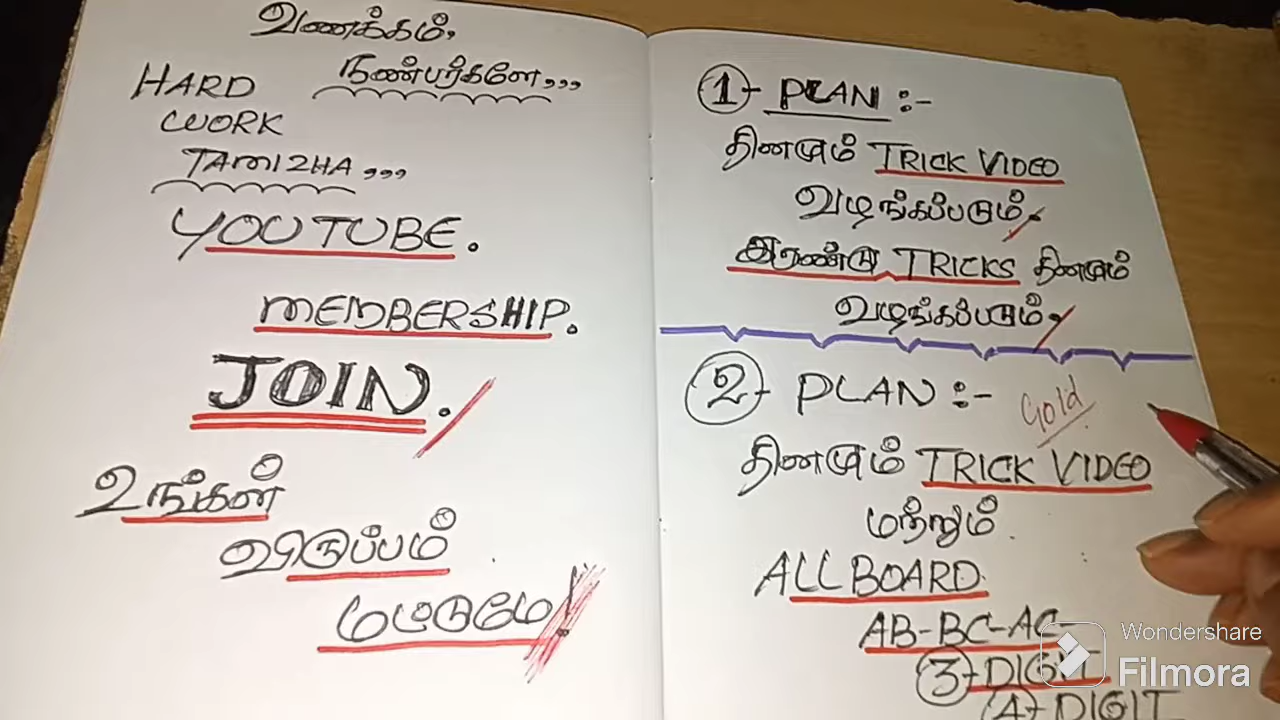 வணக்கம்,
நண்பர்களே,,,
HARD
WORK
TAMIZHA,,,
YOUTUBE.
MEMBERSHIP.
JOIN.
உங்கள்
விருப்பம்
மட்டுமே!
1- PLAN :-
தினமும் TRICK VIDEO
வழங்கப்படும்,
இரண்டு TRICKS தினமும்
வழங்கப்படும்,
2- PLAN :- Gold
தினமும் TRICK VIDEO
மற்றும்
ALL BOARD
AB-BC-AC-
3-DIGIT
4-DIGIT
Wondershare
Filmora